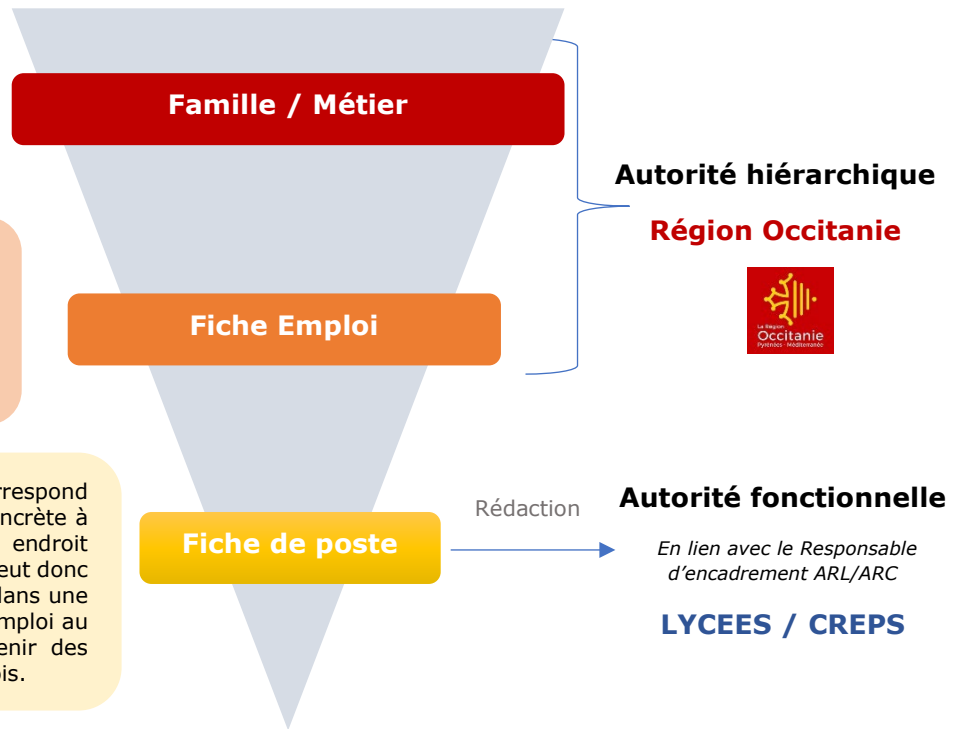 Famille / Métier
Autorité hiérarchique
Région Occitanie
La Région
Occitanie
Pyrénées - Méditerranée
Fiche Emploi
rrespond
ncrète à
endroit
eut donc
dans une
mploi au
enir des
ois.
Fiche de poste
Rédaction
Autorité fonctionnelle
En lien avec le Responsable
d'encadrement ARL/ARC
LYCEES / CREPS